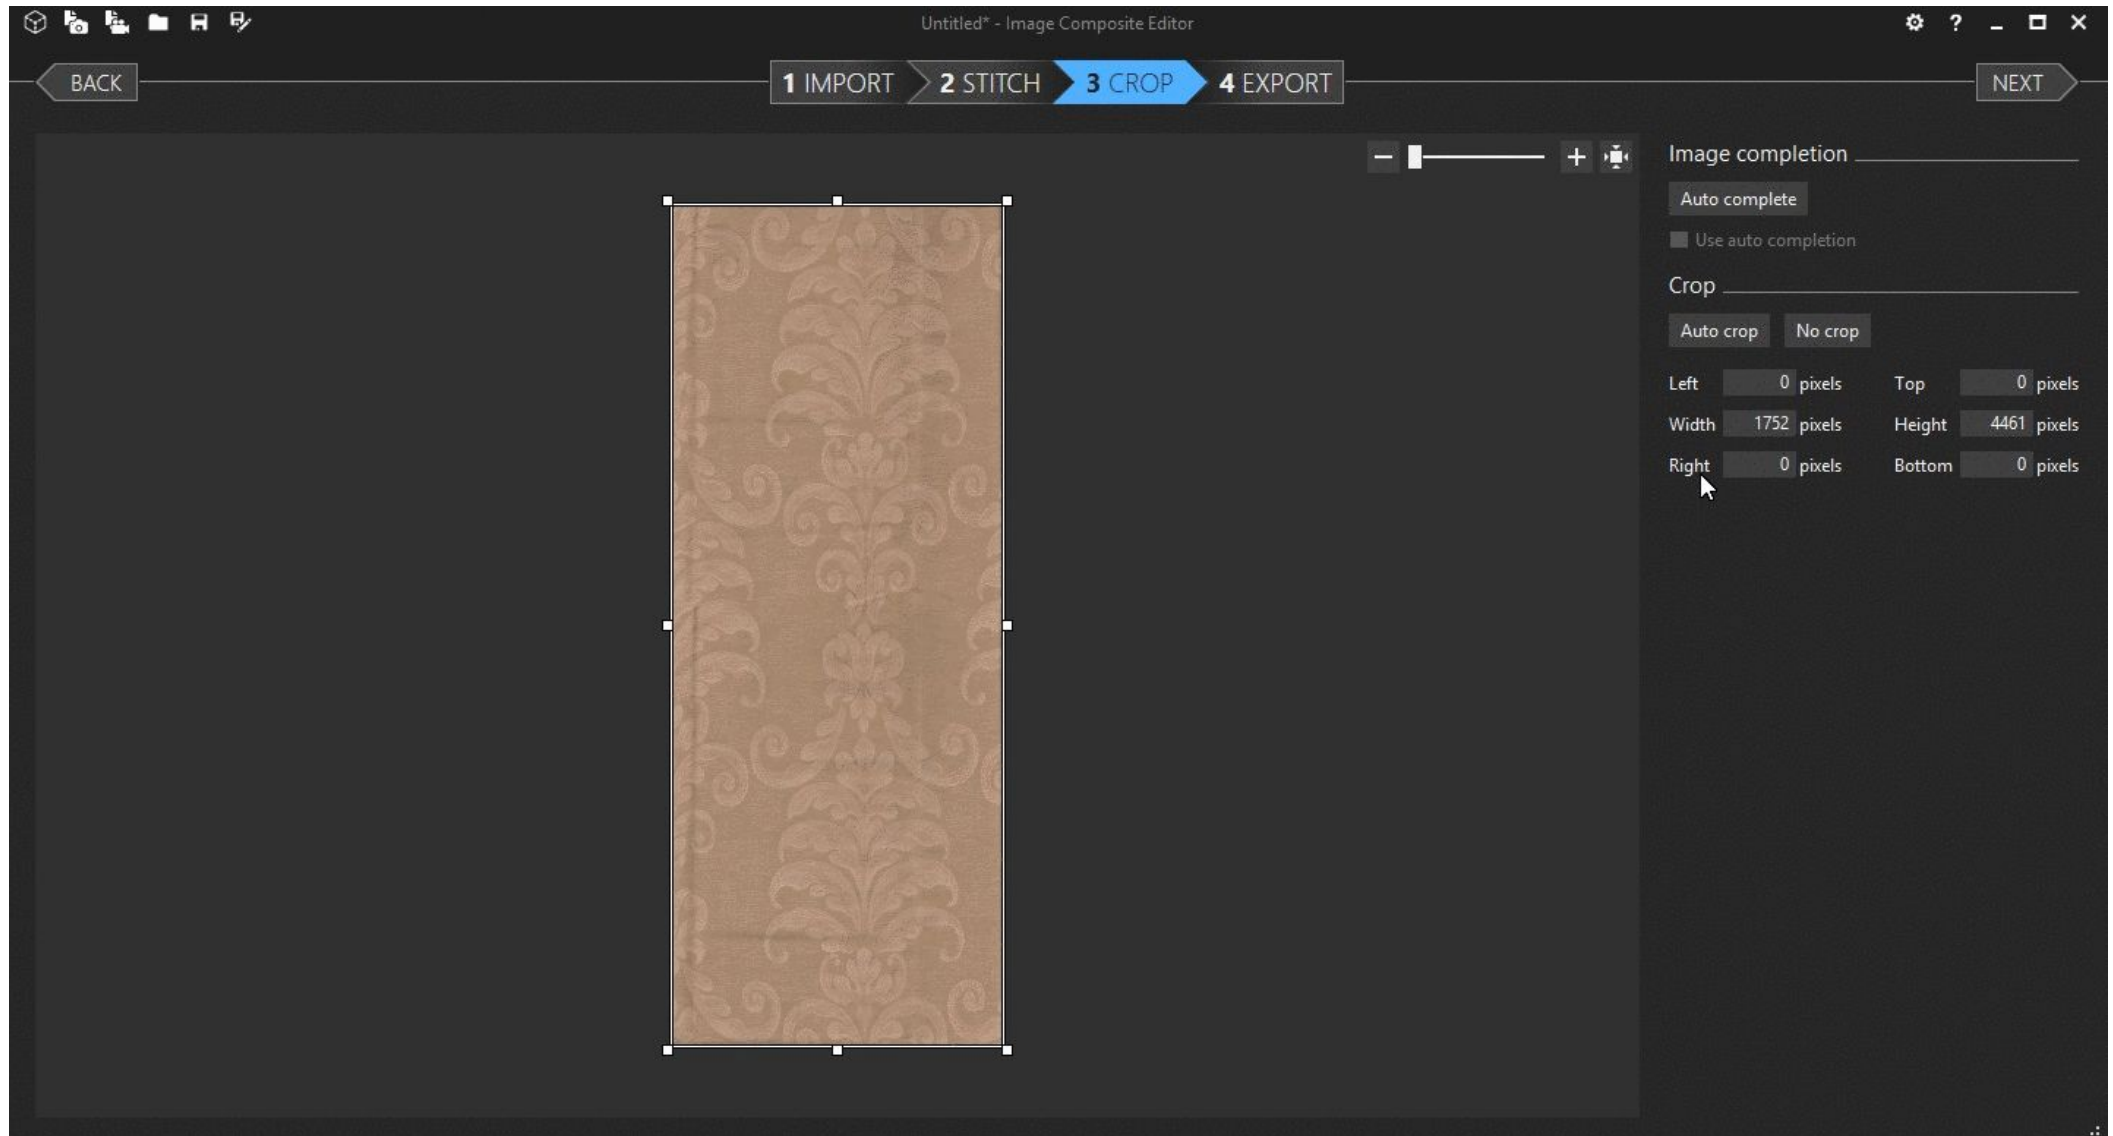 Untitled* - Image Composite Editor
?
BACK
1 IMPORT
2 STITCH
3 CROP
4 EXPORT
NEXT
Image completion
Auto complete
Use auto completion
Crop
Auto crop No crop
Left 0 pixels Top 0 pixels
Width 1752 pixels Height 4461 pixels
Right 0 pixels Bottom 0 pixels